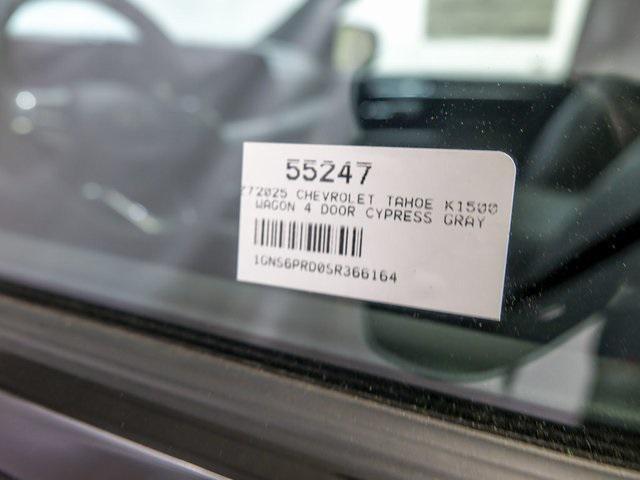 55247
2025 CHEVROLET TAHOE K1500
WAGON 4 DOOR CYPRESS GRAY
1GNS6PRD0SR366164